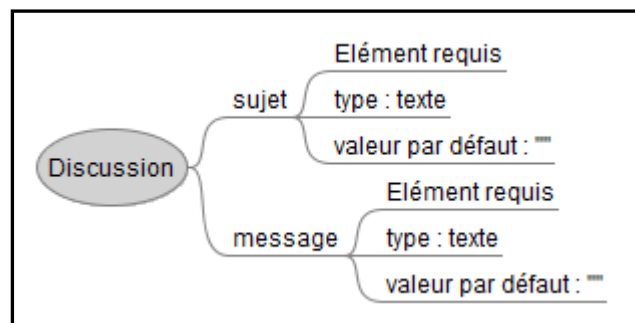 Discussion
sujet
Elément requis
type : texte
valeur par défaut : ""
message
Elément requis
type : texte
valeur par défaut : ""